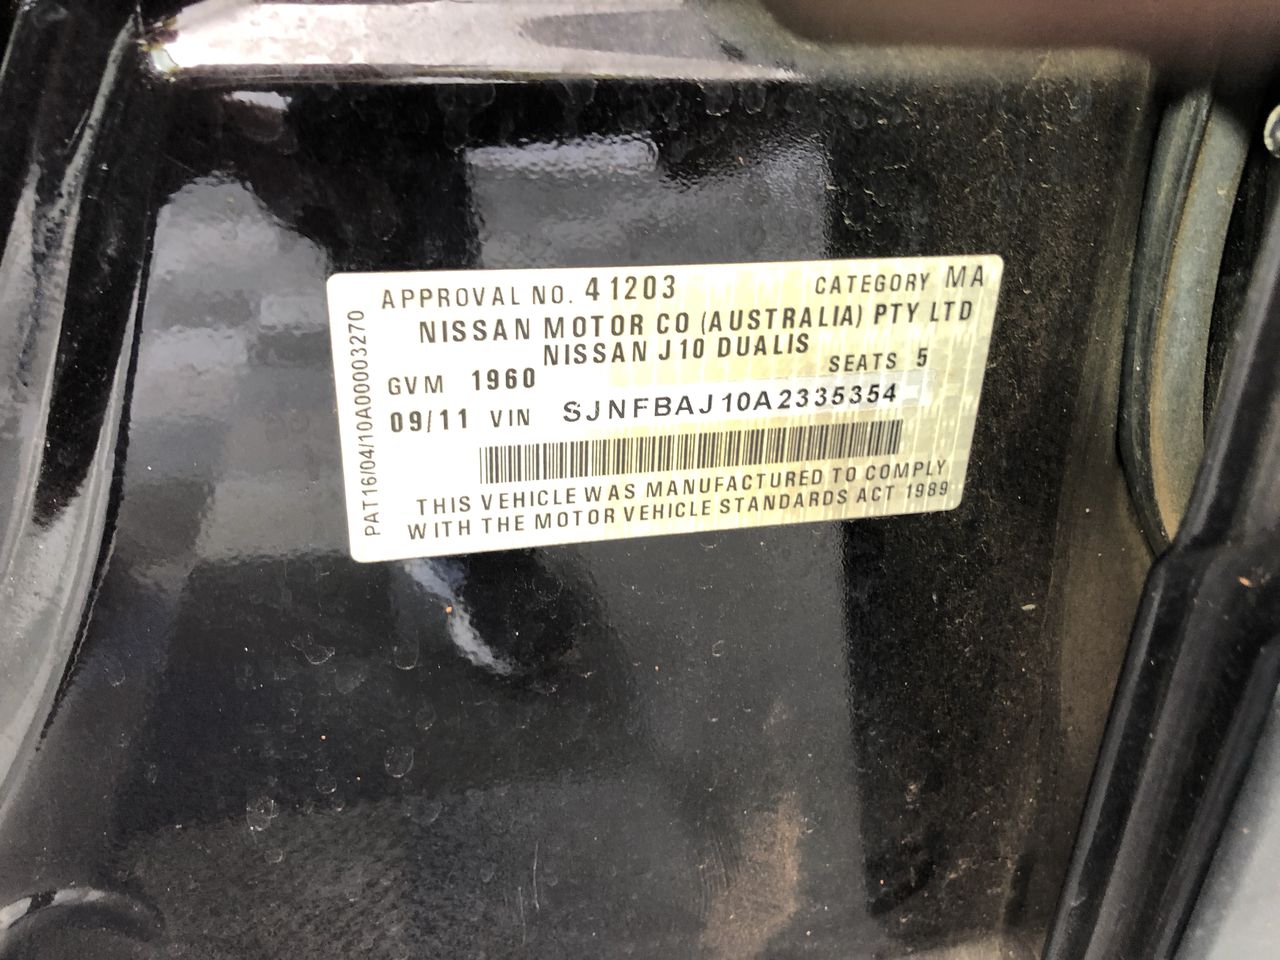 APPROVAL NO. 41203 CATEGORY MA
NISSAN MOTOR CO (AUSTRALIA) PTY LTD
NISSAN J10 DUALIS
GVM 1960 SEATS 5
09/11 VIN SJNFBAJ10A2335354
THIS VEHICLE WAS MANUFACTURED TO COMPLY
WITH THE MOTOR VEHICLE STANDARDS ACT 1989
PAT16/04/10A00003270